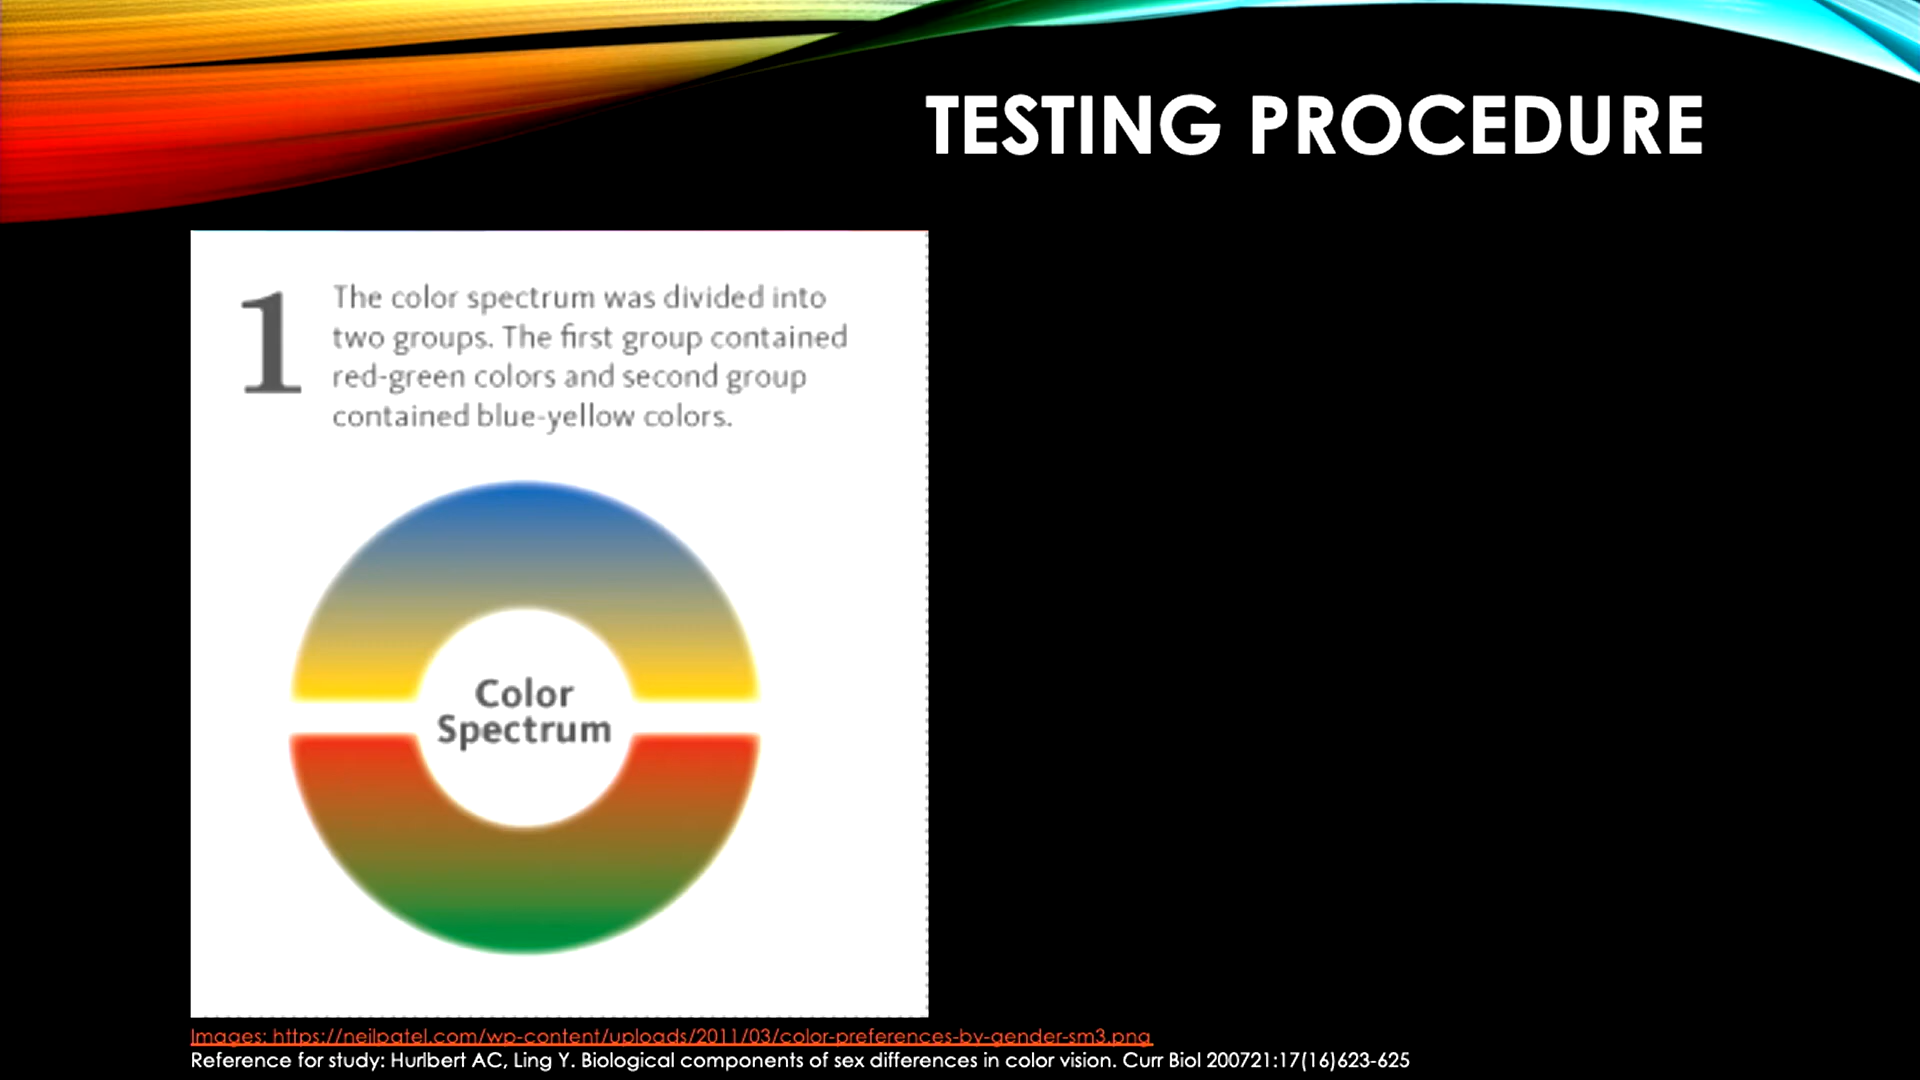 TESTING PROCEDURE
1
The color spectrum was divided into
two groups. The first group contained
red-green colors and second group
contained blue-yellow colors.
Color
Spectrum
Images: https://neilpatel.com/wp-content/uploads/2011/03/color-preferences-by-gender-sm3.png
Reference for study: Hurlbert AC, Ling Y. Biological components of sex differences in color vision. Curr Biol 200721:17(16)623-625